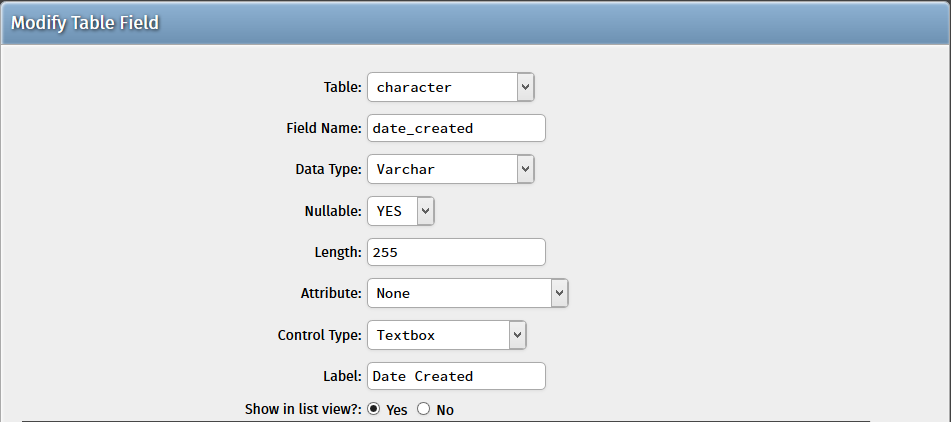 Modify Table Field
Table: character
Field Name: date_created
Data Type: Varchar
Nullable: YES
Length: 255
Attribute: None
Control Type: Textbox
Label: Date Created
Show in list view?: Yes No